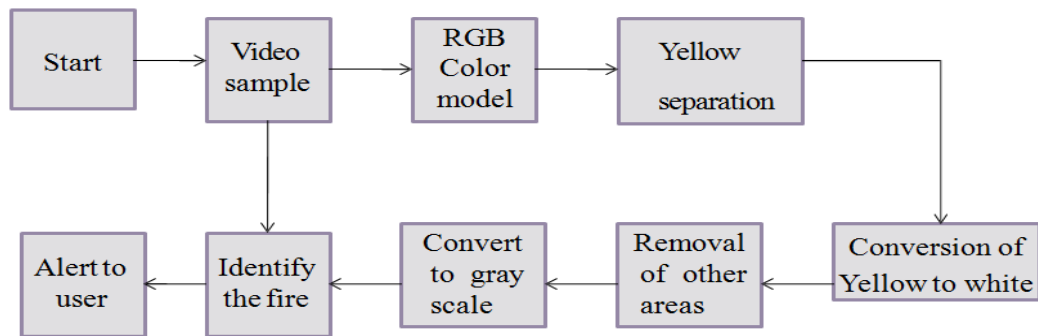 Start
Video
sample
RGB
Color
model
Yellow
separation
Conversion of
Yellow to white
Removal
of other
areas
Convert
to gray
scale
Identify
the fire
Alert to
user